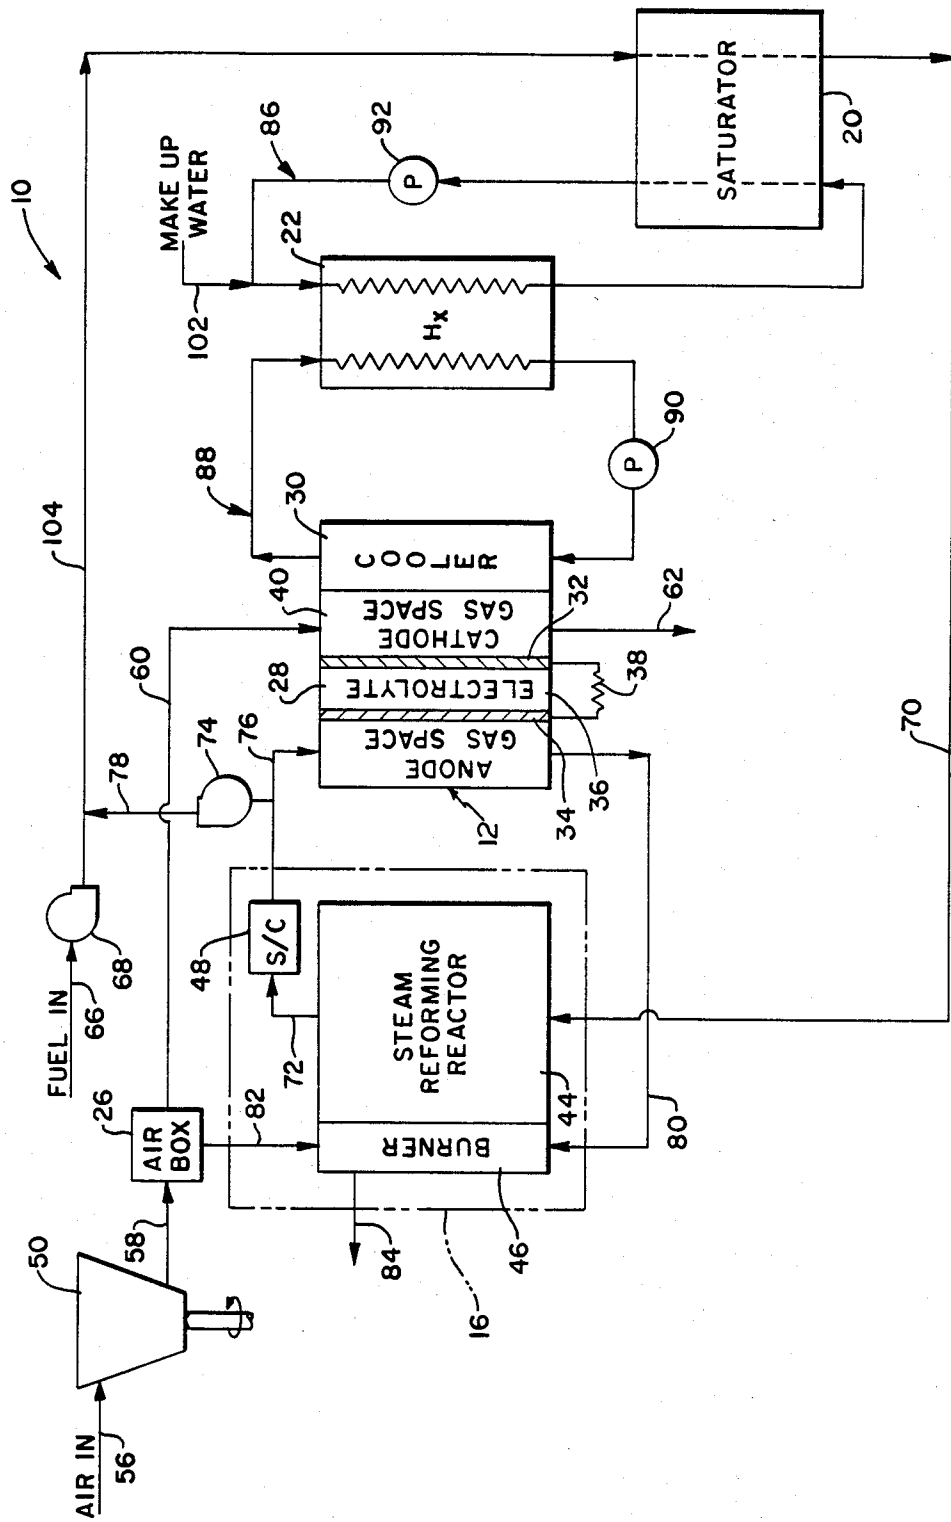 AIR IN
56
50
58
26
AIR
BOX
FUEL IN
66
68
82
60
78
74
76
104
10
MAKE UP
WATER
102
86
92
P
22
Hx
88
90
P
SATURATOR
20
48
S/C
72
STEAM
REFORMING
REACTOR
44
BURNER
46
84
16
80
12
ANODE
GAS SPACE
34
28
ELECTROLYTE
36
38
32
40
CATHODE
GAS SPACE
30
COOLER
62
70